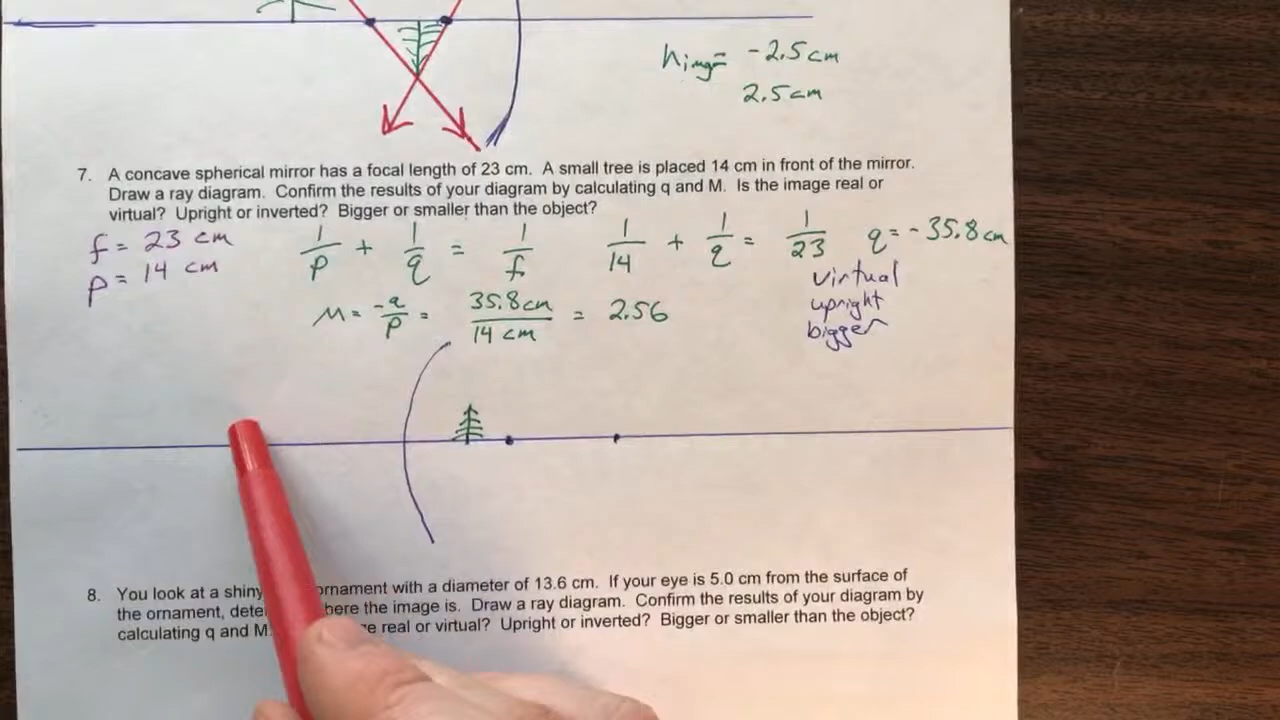 h img = -2.5 cm
2.5 cm
7. A concave spherical mirror has a focal length of 23 cm. A small tree is placed 14 cm in front of the mirror.
Draw a ray diagram. Confirm the results of your diagram by calculating q and M. Is the image real or
virtual? Upright or inverted? Bigger or smaller than the object?
f = 23 cm
p = 14 cm
1/p + 1/q = 1/f
1/14 + 1/q = 1/23
q = -35.8 cm
virtual
upright
bigger
M = -q/p = 35.8 cm/14 cm = 2.56
8. You look at a shiny ornament with a diameter of 13.6 cm. If your eye is 5.0 cm from the surface of
the ornament, where the image is. Draw a ray diagram. Confirm the results of your diagram by
calculating q and M. real or virtual? Upright or inverted? Bigger or smaller than the object?